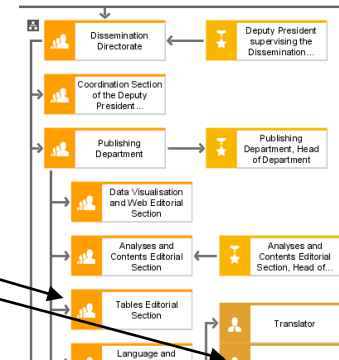 Dissemination
Directorate
Deputy President
supervising the
Dissemination...
Coordination Section
of the Deputy
President...
Publishing
Department
Publishing
Department, Head
of Department
Data Visualisation
and Web Editorial
Section
Analyses and
Contents Editorial
Section
Analyses and
Contents Editorial
Section, Head of...
Tables Editorial
Section
Translator
Language and